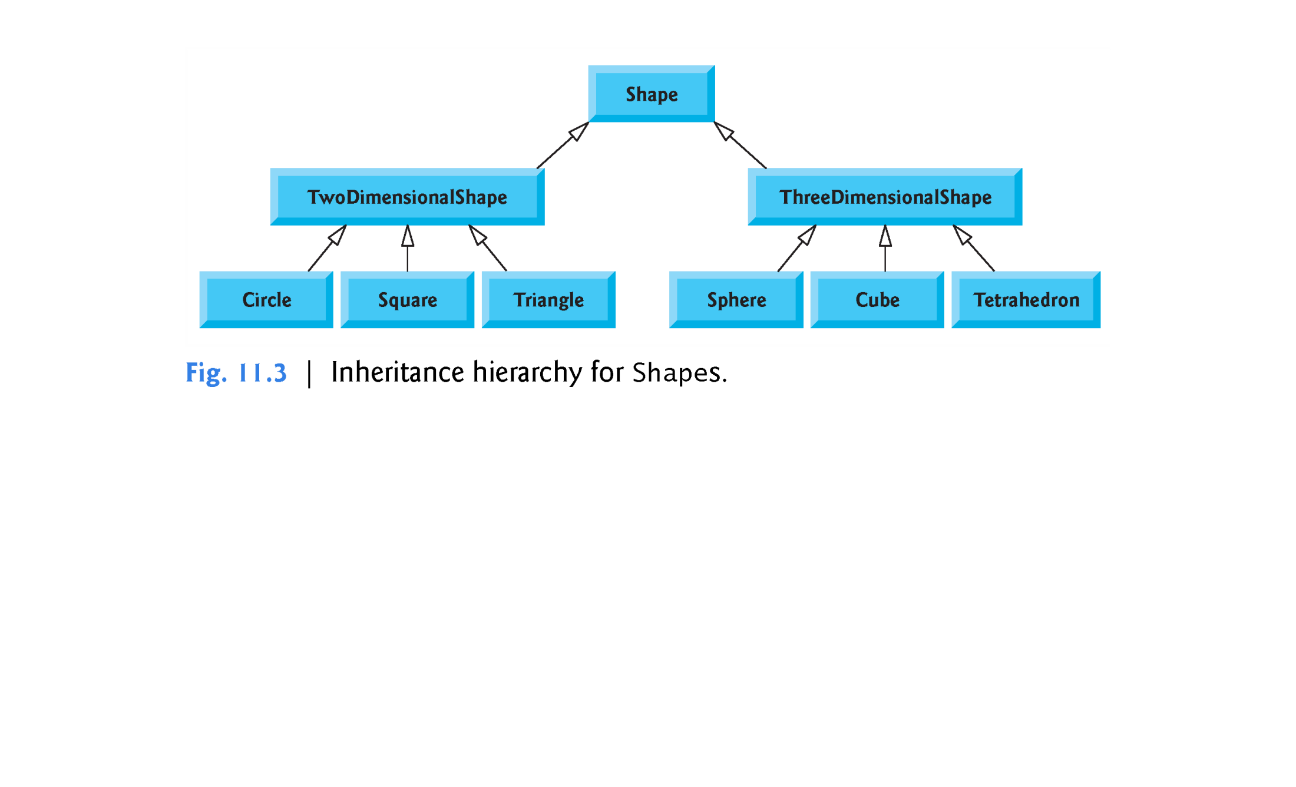 Shape
TwoDimensionalShape ThreeDimensionalShape
Circle Square Triangle Sphere Cube Tetrahedron
Fig. 11.3 | Inheritance hierarchy for Shapes.